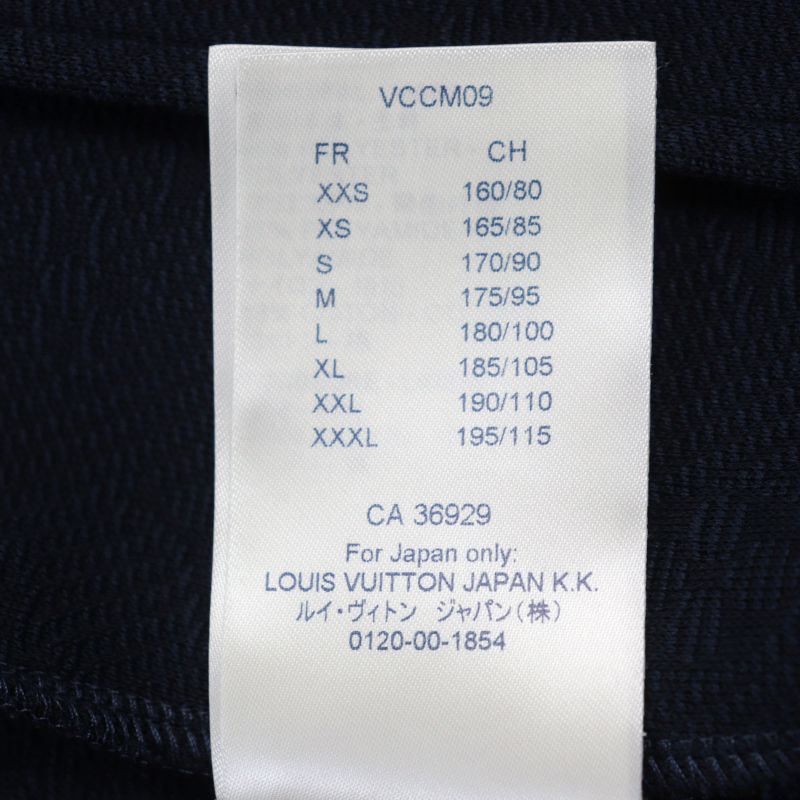 VCCM09
FR CH
XXS 160/80
XS 165/85
S 170/90
M 175/95
L 180/100
XL 185/105
XXL 190/110
XXXL 195/115
CA 36929
For Japan only:
LOUIS VUITTON JAPAN K.K.
ルイ・ヴィトン ジャパン(株)
0120-00-1854